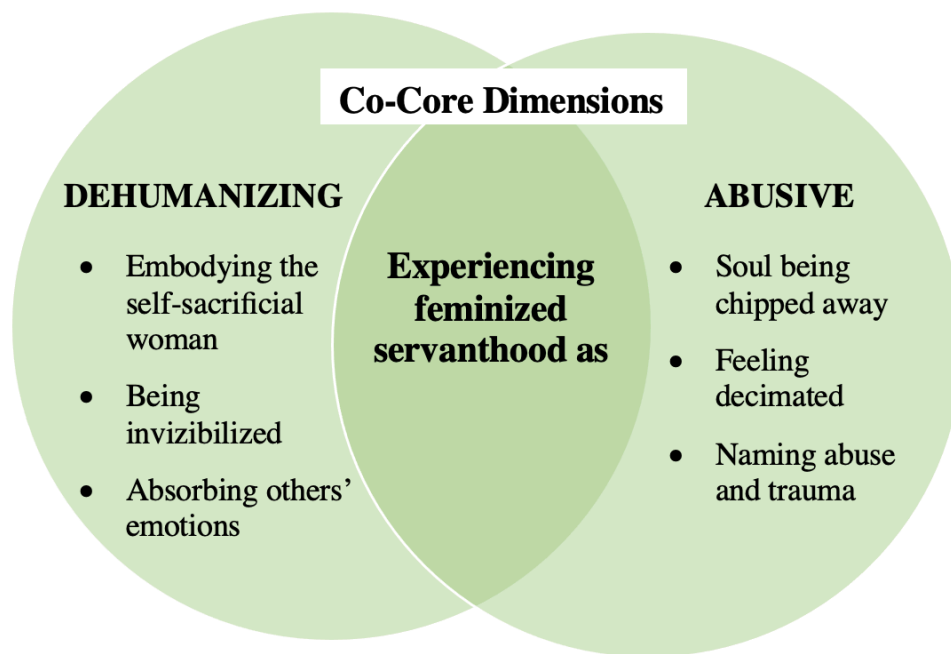 Co-Core Dimensions
DEHUMANIZING
• Embodying the
self-sacrificial
woman
• Being
invizibilized
• Absorbing others’
emotions
Experiencing
feminized
servanthood as
ABUSIVE
• Soul being
chipped away
• Feeling
decimated
• Naming abuse
and trauma